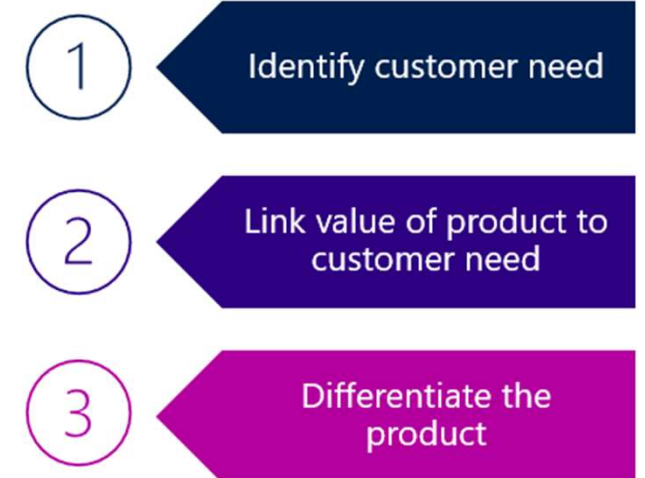 1
Identify customer need
2
Link value of product to
customer need
3
Differentiate the
product